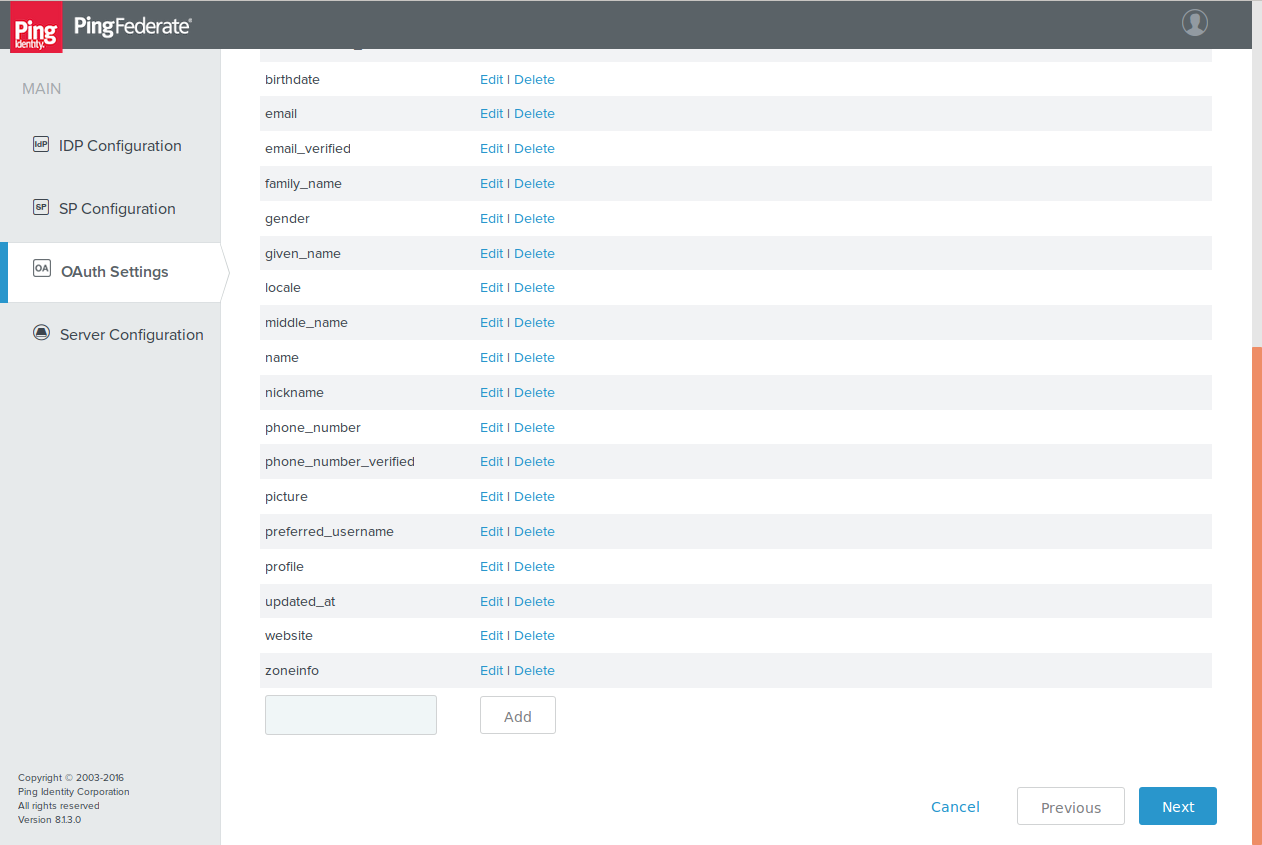 Ping
Identity.
PingFederate®
MAIN
IdP IDP Configuration
SP SP Configuration
OA OAuth Settings
Server Configuration
birthdate Edit | Delete
email Edit | Delete
email_verified Edit | Delete
family_name Edit | Delete
gender Edit | Delete
given_name Edit | Delete
locale Edit | Delete
middle_name Edit | Delete
name Edit | Delete
nickname Edit | Delete
phone_number Edit | Delete
phone_number_verified Edit | Delete
picture Edit | Delete
preferred_username Edit | Delete
profile Edit | Delete
updated_at Edit | Delete
website Edit | Delete
zoneinfo Edit | Delete
Add
Cancel Previous Next
Copyright © 2003-2016
Ping Identity Corporation
All rights reserved
Version 8.1.3.0